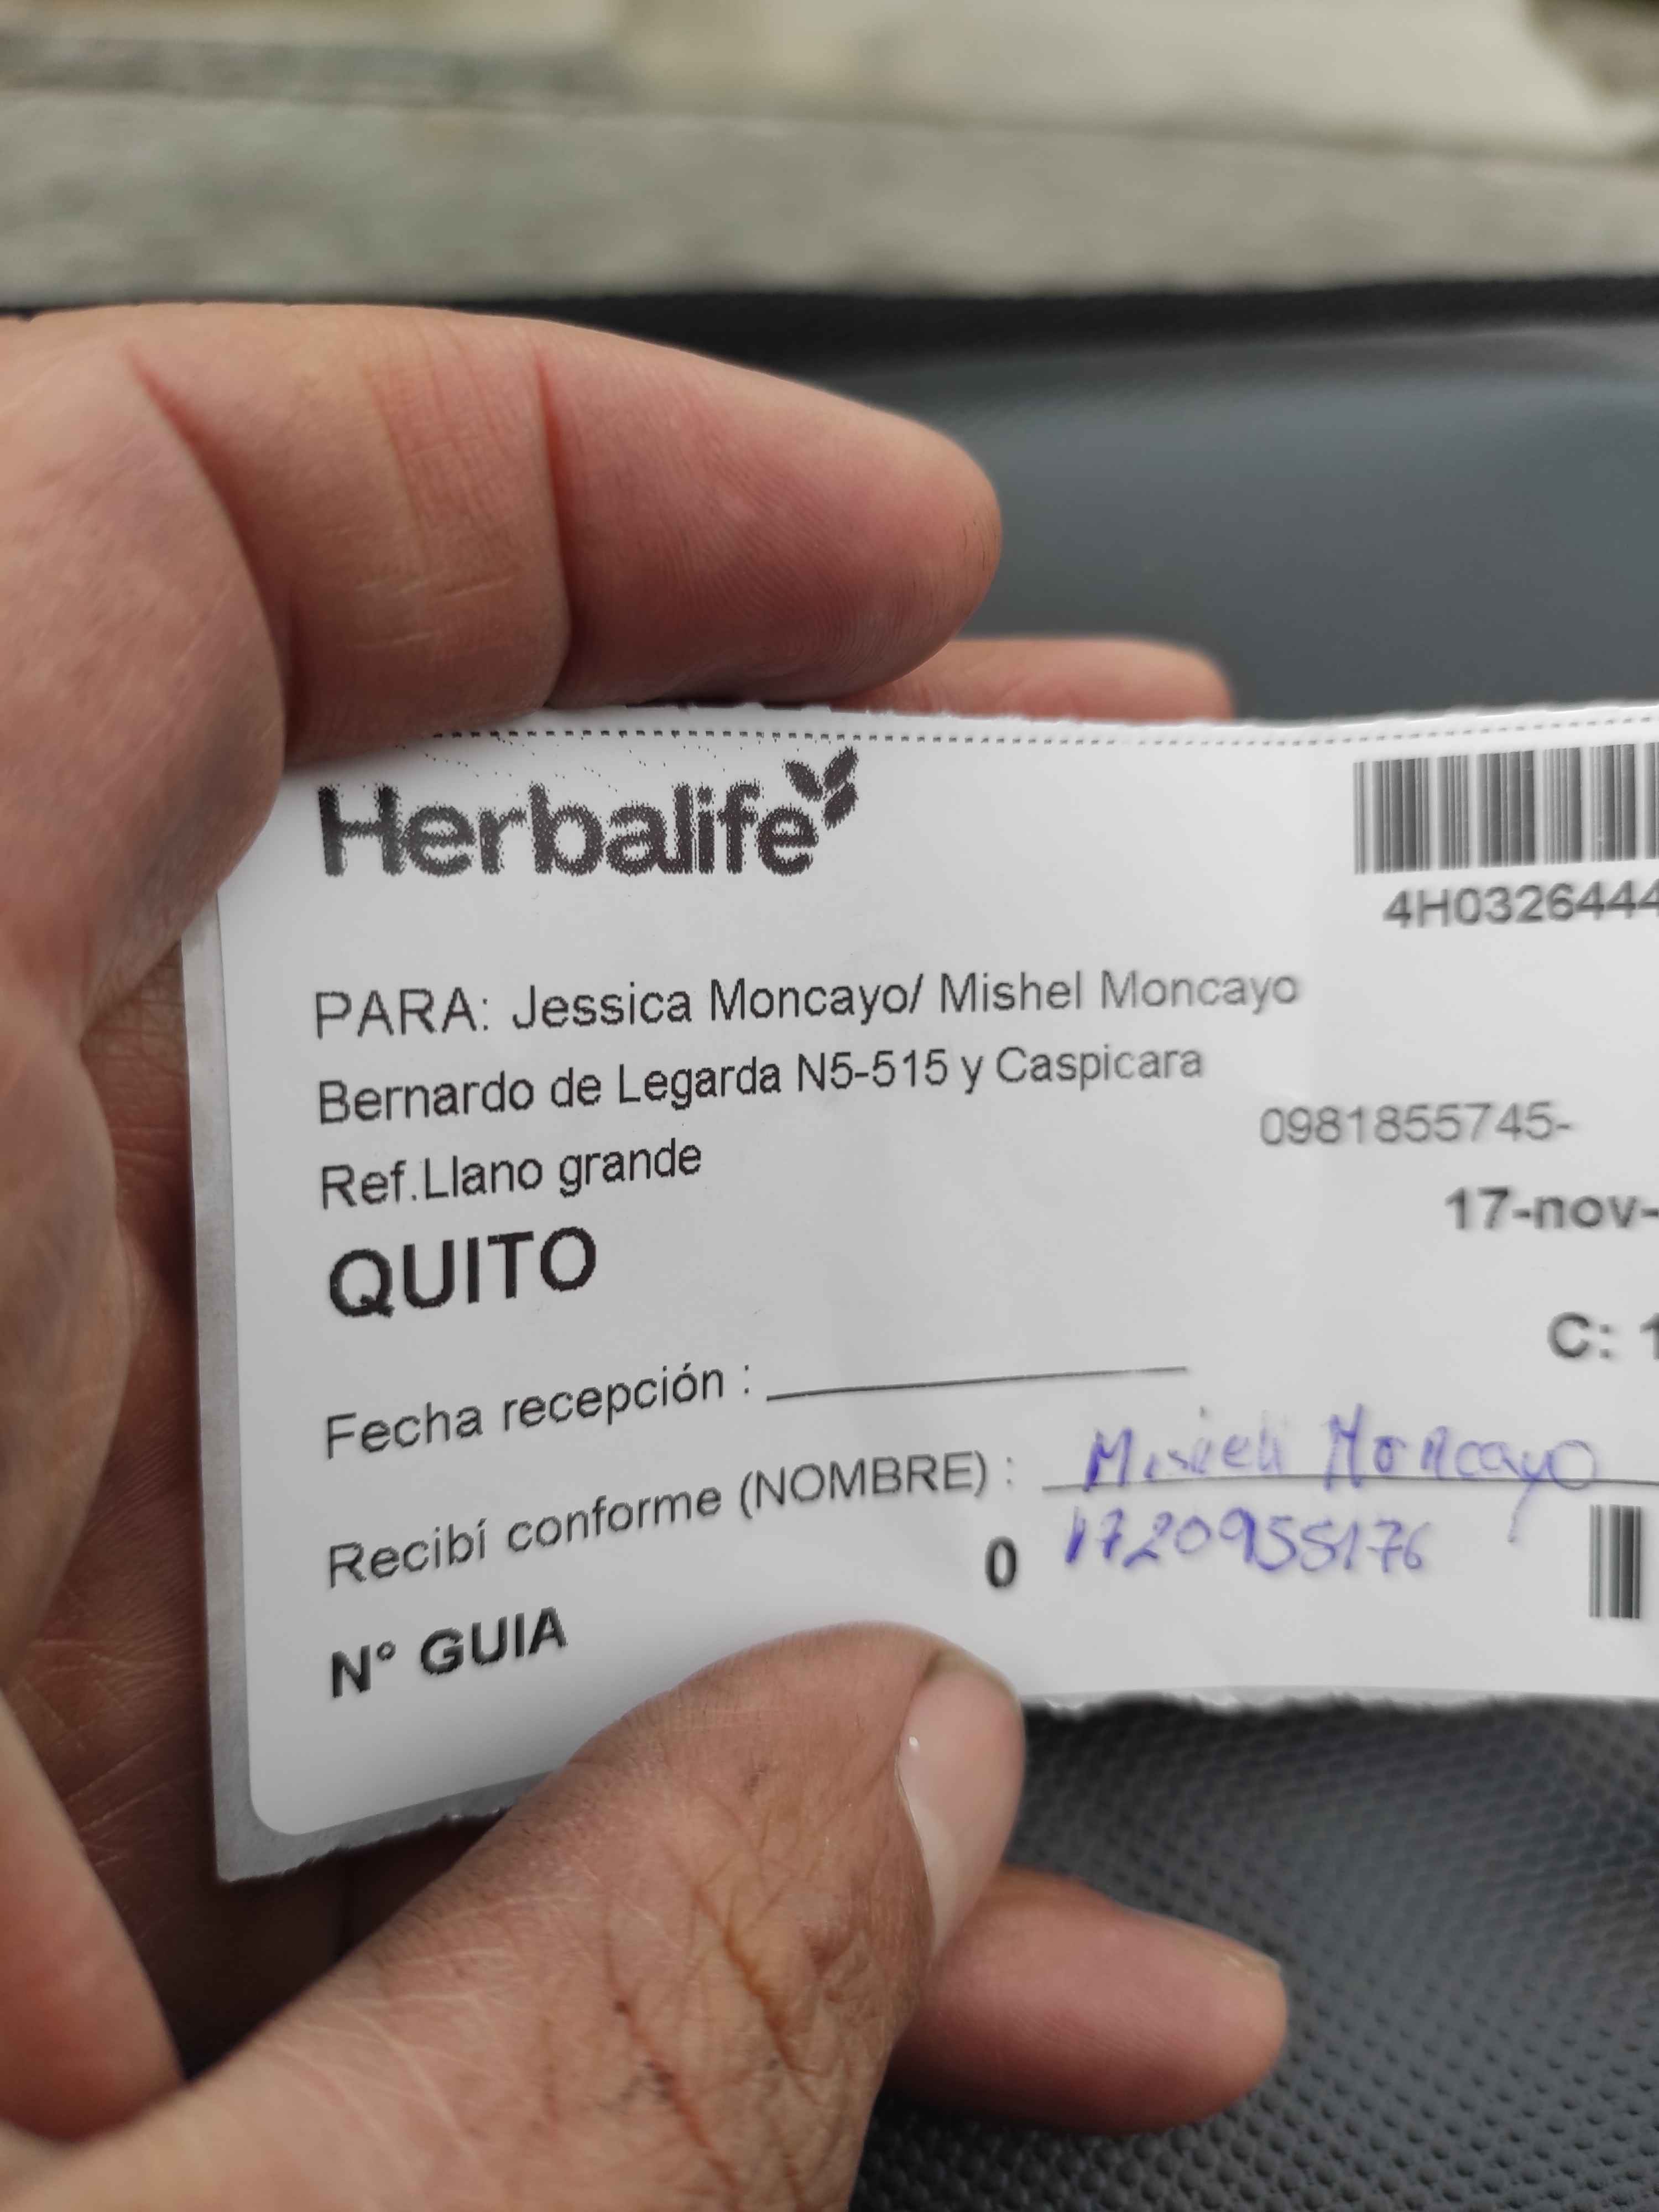 Herbalife
4H0326444
PARA: Jessica Moncayo/ Mishel Moncayo
Bernardo de Legarda N5-515 y Caspicara
0981855745-
Ref.Llano grande
17-nov-
QUITO
C: 1
Fecha recepción :
Recibí conforme (NOMBRE) : Moncayo
0 1720955176
N° GUIA